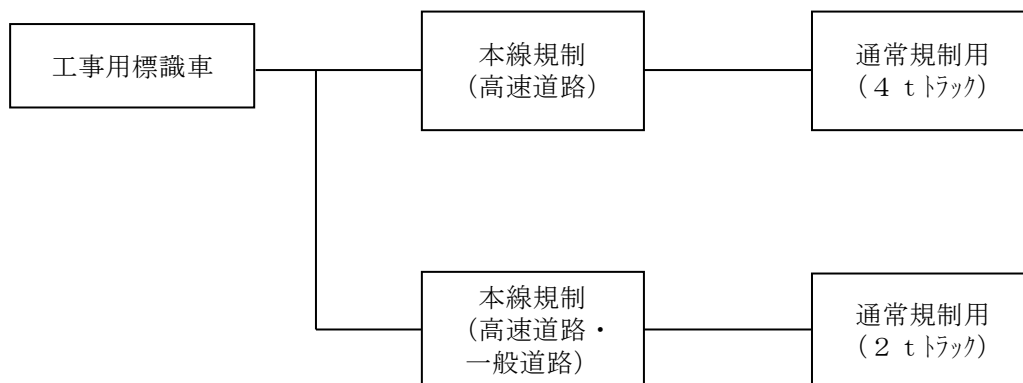 工事用標識車
本線規制
（高速道路）
通常規制用
（４ｔﾄﾗｯｸ）
本線規制
（高速道路・
一般道路）
通常規制用
（２ｔﾄﾗｯｸ）